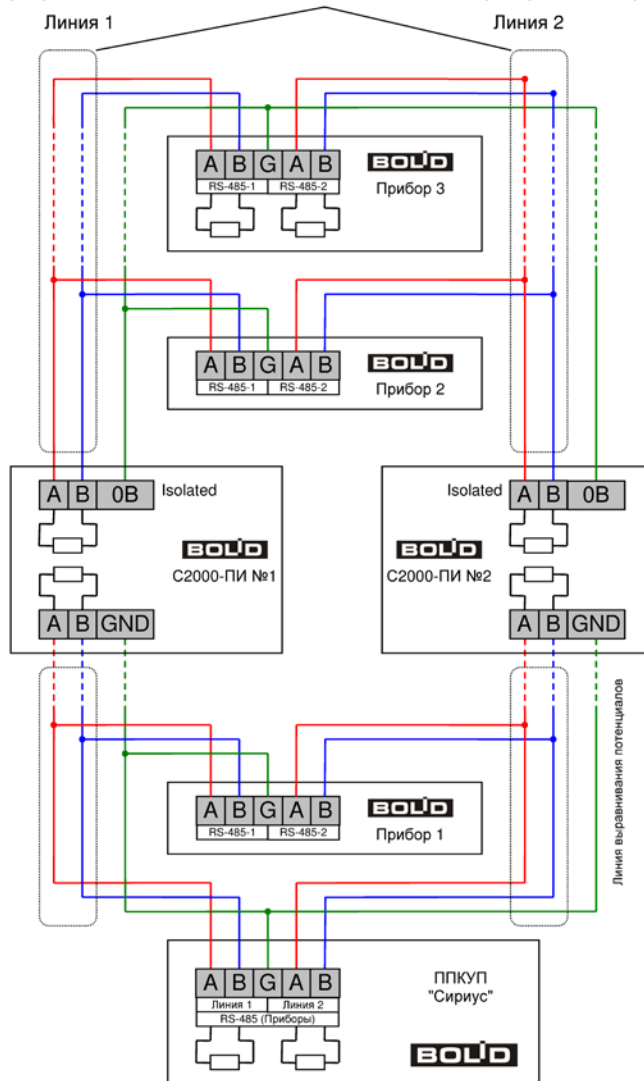 Линия 1
Линия 2
A B G A B
RS-485-1 RS-485-2
BOLID
Прибор 3
A B G A B
RS-485-1 RS-485-2
BOLID
Прибор 2
A B 0B
Isolated
BOLID
С2000-ПИ №1
A B GND
Isolated
A B 0B
BOLID
С2000-ПИ №2
A B GND
Линия выравнивания потенциалов
A B G A B
RS-485-1 RS-485-2
BOLID
Прибор 1
A B G A B
Линия 1 Линия 2
RS-485 (Приборы)
ППКУП
"Сириус"
BOLID